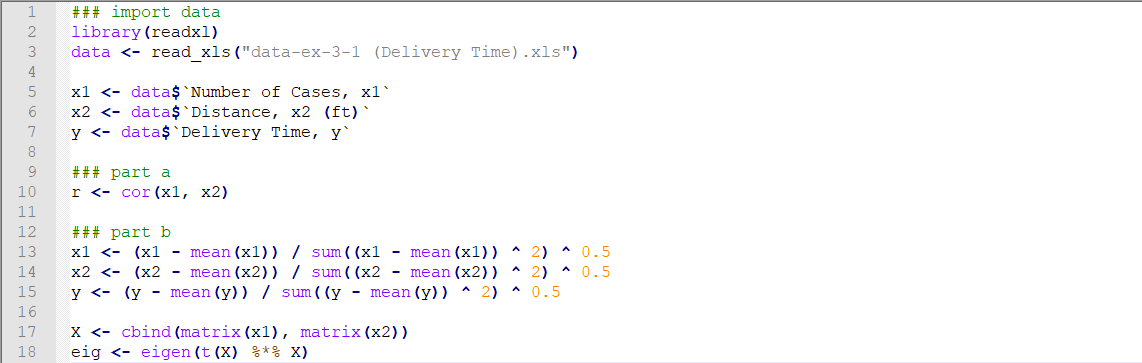 1 ### import data
2 library(readxl)
3 data <- read_xls("data-ex-3-1 (Delivery Time).xls")
4
5 x1 <- data$`Number of Cases, x1`
6 x2 <- data$`Distance, x2 (ft)`
7 y <- data$`Delivery Time, y`
8
9 ### part a
10 r <- cor(x1, x2)
11
12 ### part b
13 x1 <- (x1 - mean(x1)) / sum((x1 - mean(x1)) ^ 2) ^ 0.5
14 x2 <- (x2 - mean(x2)) / sum((x2 - mean(x2)) ^ 2) ^ 0.5
15 y <- (y - mean(y)) / sum((y - mean(y)) ^ 2) ^ 0.5
16
17 X <- cbind(matrix(x1), matrix(x2))
18 eig <- eigen(t(X) %*% X)